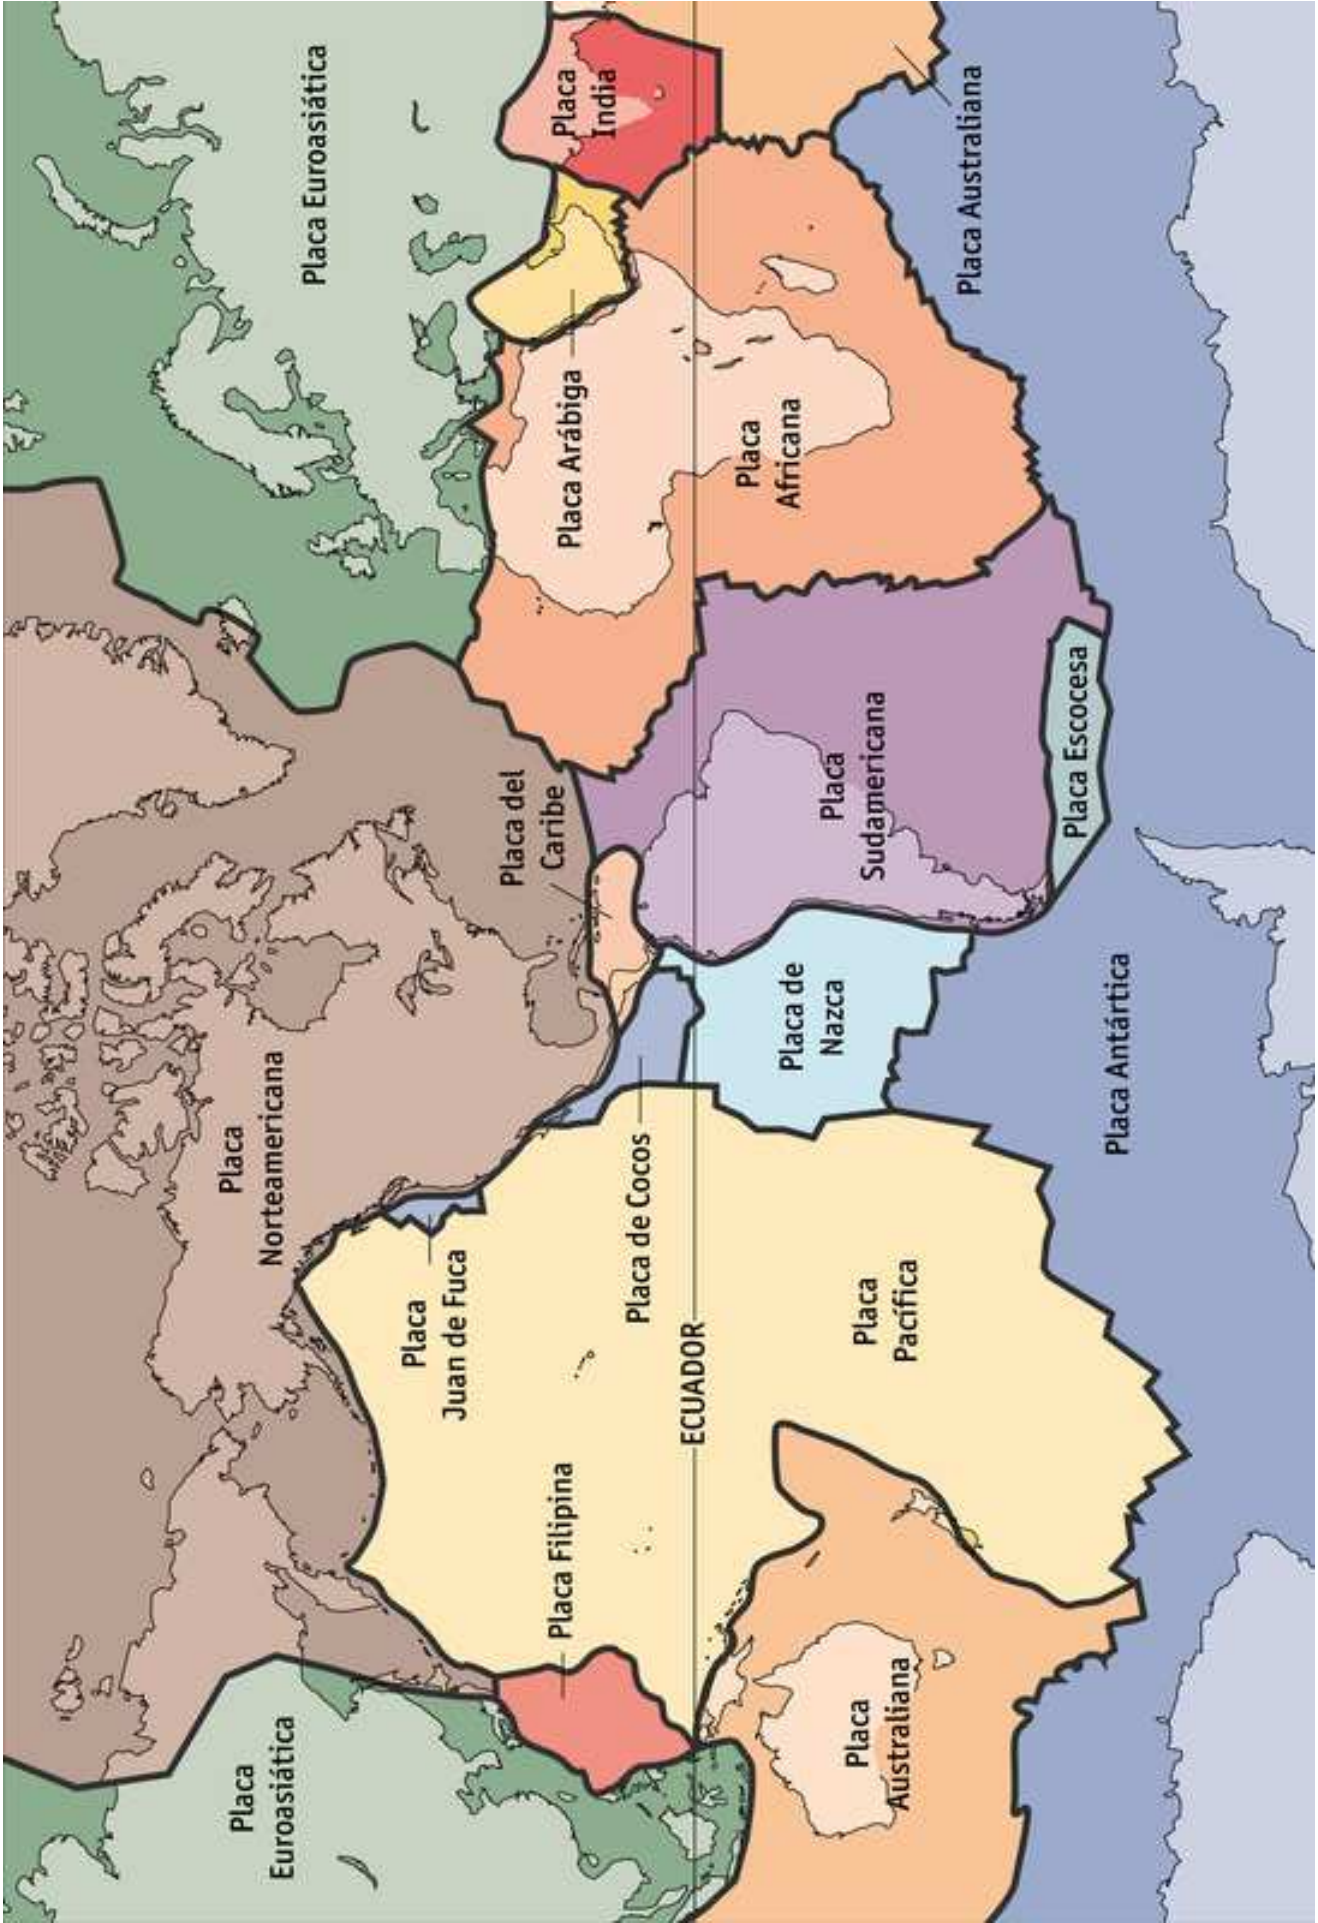 Placa
Euroasiática
Placa
Norteamericana
Placa Euroasiática
Placa
Juan de Fuca
Placa del
Caribe
Placa Filipina
Placa Arábiga
Placa
India
Placa de Cocos
ECUADOR
Placa
Africana
Placa de
Nazca
Placa
Sudamericana
Placa
Pacífica
Placa
Australiana
Placa Australiana
Placa Escocesa
Placa Antártica